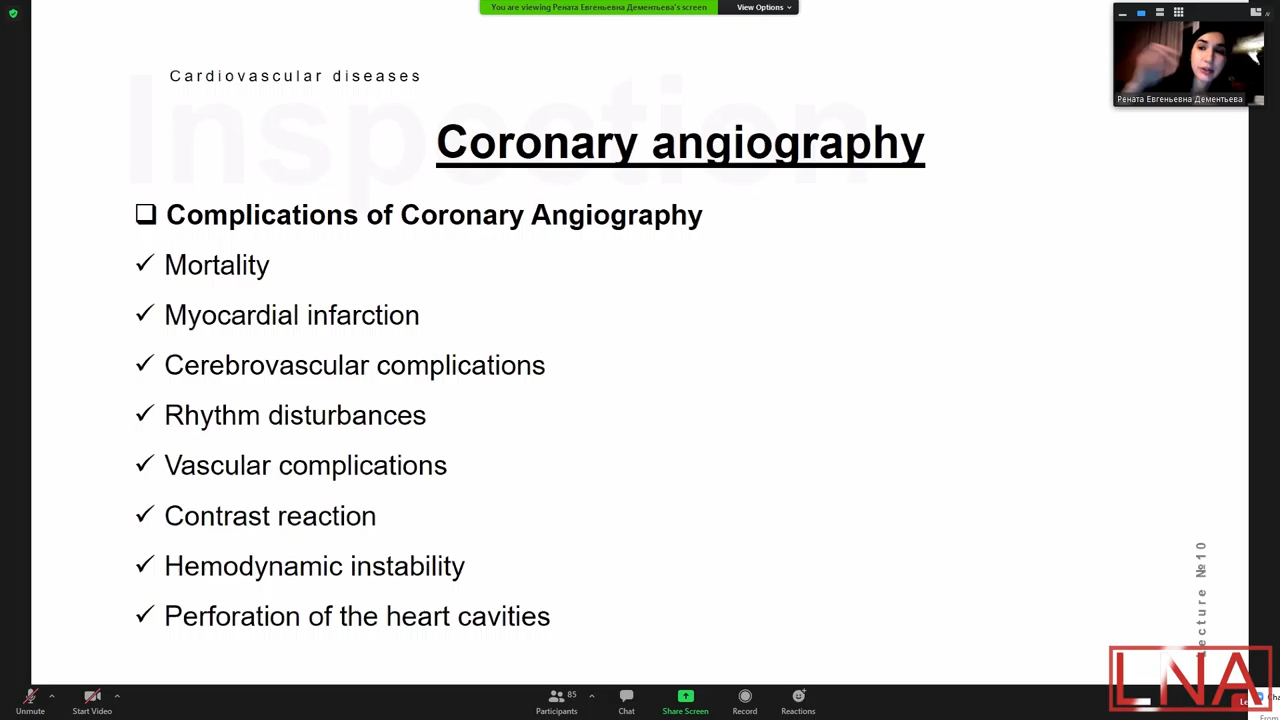 You are viewing Рената Евгеньевна Дементьева's screen
View Options
Рената Евгеньевна Дементьева
Cardiovascular diseases
Inspection
Coronary angiography
Complications of Coronary Angiography
Mortality
Myocardial infarction
Cerebrovascular complications
Rhythm disturbances
Vascular complications
Contrast reaction
Hemodynamic instability
Perforation of the heart cavities
Lecture №10
LNA
Unmute
Start Video
85
Participants
Chat
Share Screen
Record
Reactions